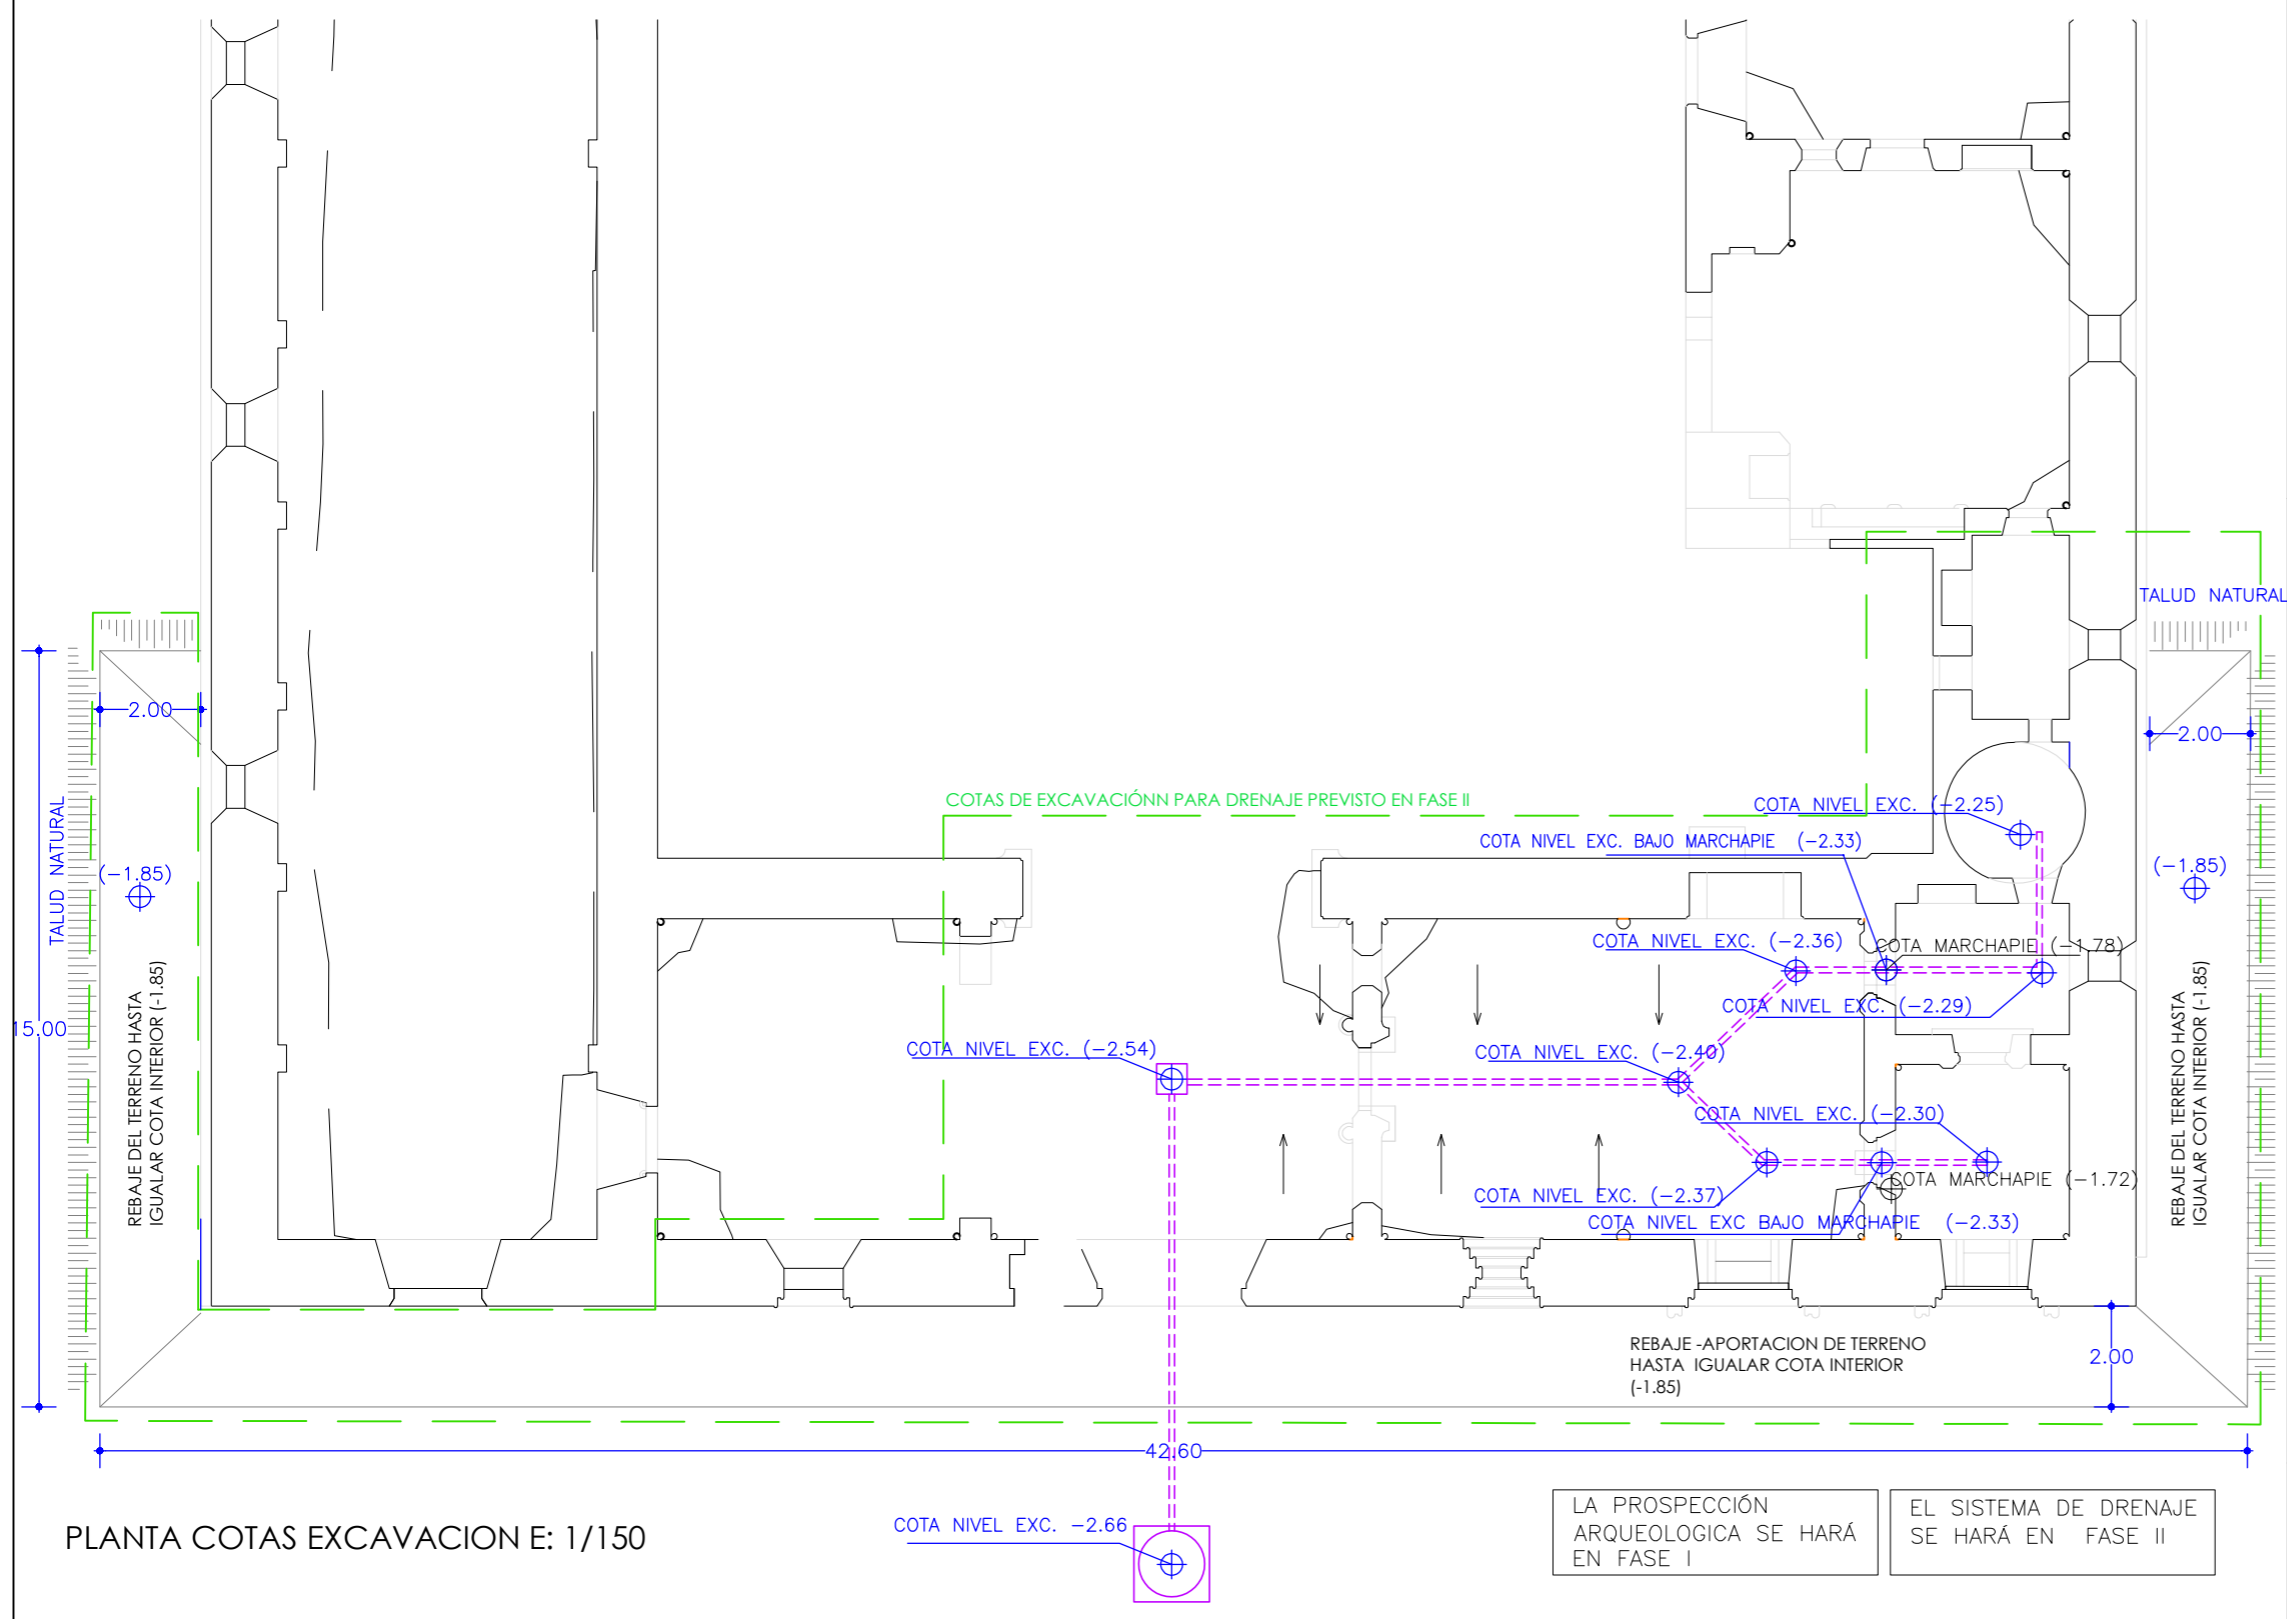 TALUD NATURAL
2.00
2.00
COTAS DE EXCAVACIÓNN PARA DRENAJE PREVISTO EN FASE II
COTA NIVEL EXC. (-2.25)
COTA NIVEL EXC. BAJO MARCHAPIE (-2.33)
TALUD NATURAL
(-1.85)
(-1.85)
COTA NIVEL EXC. (-2.36)
COTA MARCHAPIE (-1.78)
COTA NIVEL EXC. (-2.29)
15.00
REBAJE DEL TERRENO HASTA
IGUALAR COTA INTERIOR (-1.85)
COTA NIVEL EXC. (-2.54)
COTA NIVEL EXC. (-2.40)
REBAJE DEL TERRENO HASTA
IGUALAR COTA INTERIOR (-1.85)
COTA NIVEL EXC. (-2.30)
COTA MARCHAPIE (-1.72)
COTA NIVEL EXC. (-2.37)
COTA NIVEL EXC BAJO MARCHAPIE (-2.33)
REBAJE -APORTACION DE TERRENO
HASTA IGUALAR COTA INTERIOR
(-1.85)
2.00
42.60
PLANTA COTAS EXCAVACION E: 1/150
COTA NIVEL EXC. -2.66
LA PROSPECCIÓN
ARQUEOLOGICA SE HARÁ
EN FASE I
EL SISTEMA DE DRENAJE
SE HARÁ EN FASE II